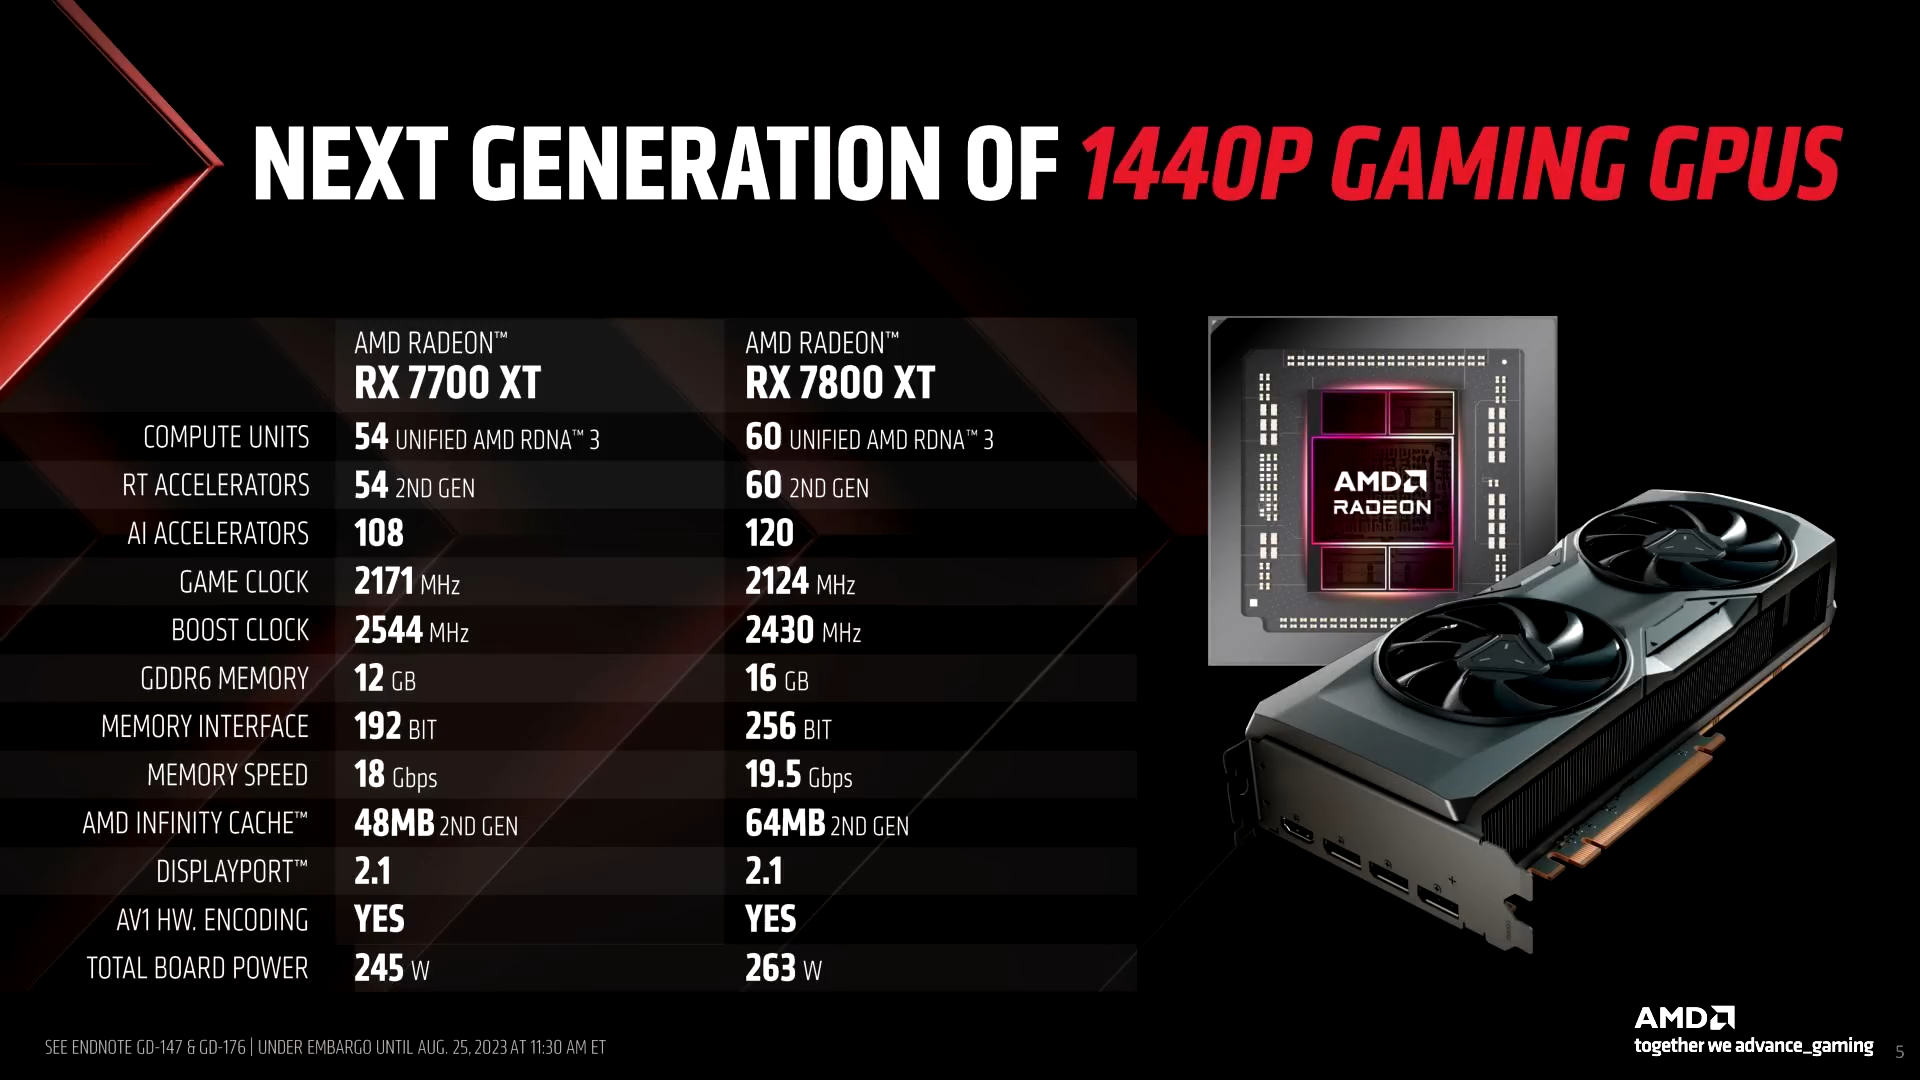 NEXT GENERATION OF 1440P GAMING GPUS
AMD RADEON™ AMD RADEON™
RX 7700 XT RX 7800 XT
COMPUTE UNITS 54 UNIFIED AMD RDNA™ 3 60 UNIFIED AMD RDNA™ 3
RT ACCELERATORS 54 2ND GEN 60 2ND GEN
AI ACCELERATORS 108 120
GAME CLOCK 2171 MHz 2124 MHz
BOOST CLOCK 2544 MHz 2430 MHz
GDDR6 MEMORY 12 GB 16 GB
MEMORY INTERFACE 192 BIT 256 BIT
MEMORY SPEED 18 Gbps 19.5 Gbps
AMD INFINITY CACHE™ 48MB 2ND GEN 64MB 2ND GEN
DISPLAYPORT™ 2.1 2.1
AV1 HW. ENCODING YES YES
TOTAL BOARD POWER 245 W 263 W
AMD
RADEON
SEE ENDNOTE GD-147 & GD-176 | UNDER EMBARGO UNTIL AUG. 25, 2023 AT 11:30 AM ET
AMD
together we advance_gaming
5